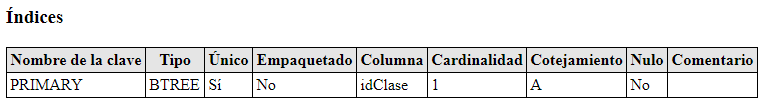 Índices
Nombre de la clave Tipo Único Empaquetado Columna Cardinalidad Cotejamiento Nulo Comentario
PRIMARY BTREE Sí No idClase 1 A No